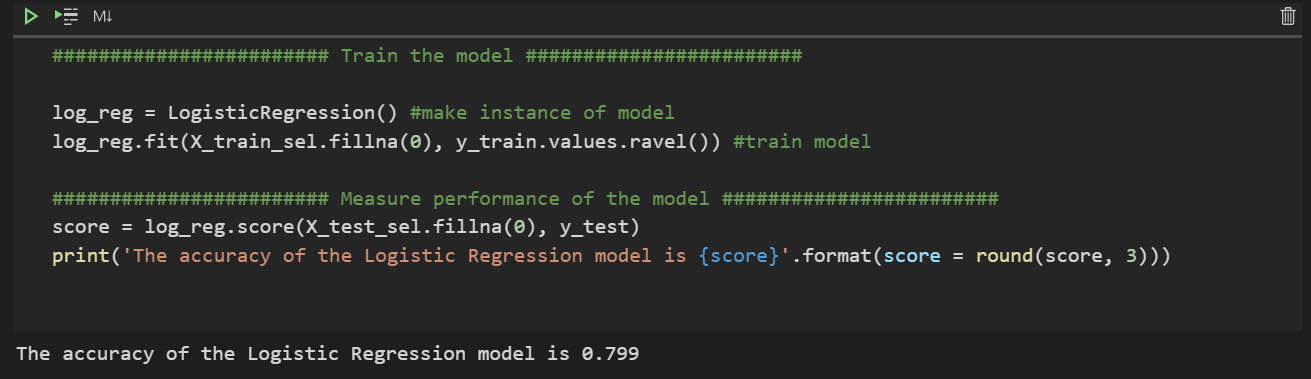 M↓
######################## Train the model ########################
log_reg = LogisticRegression() #make instance of model
log_reg.fit(X_train_sel.fillna(0), y_train.values.ravel()) #train model
######################## Measure performance of the model ########################
score = log_reg.score(X_test_sel.fillna(0), y_test)
print('The accuracy of the Logistic Regression model is {score}'.format(score = round(score, 3)))
The accuracy of the Logistic Regression model is 0.799